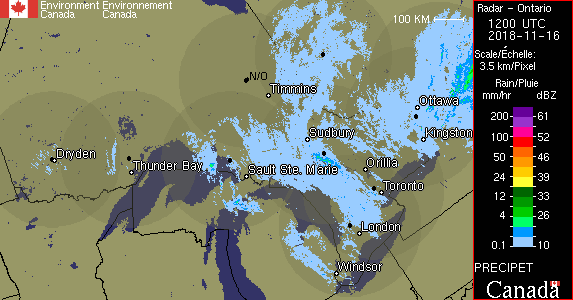 Environment Environnement
Canada Canada
100 KM
N/O
Timmins
Ottawa
Sudbury
Kingston
Dryden
Thunder Bay
Sault Ste. Marie
Orillia
Toronto
London
Windsor
Radar - Ontario
1200 UTC
2018-11-16
Scale/Échelle:
3.5 km/Pixel
Rain/Pluie
mm/hr dBZ
200 61
100 52
50 46
24 39
12 33
4 26
0.1 10
PRECIPET
Canada